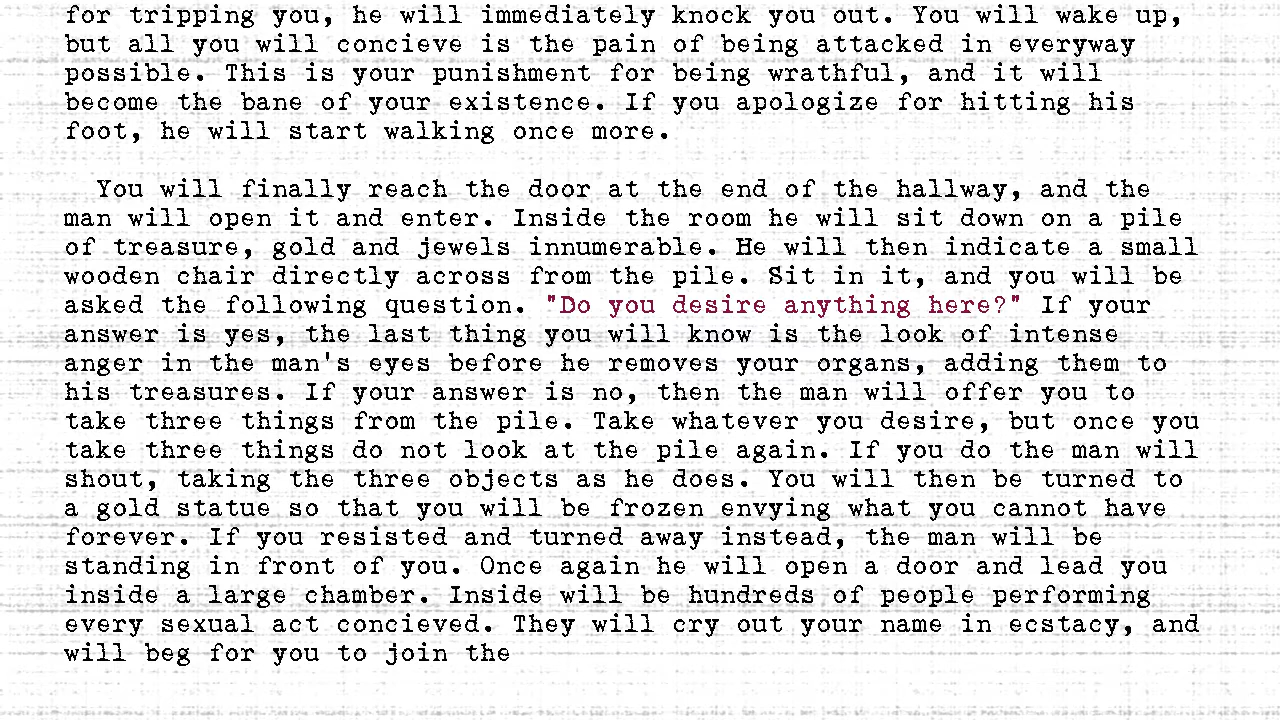 for tripping you, he will immediately knock you out. You will wake up,
but all you will concieve is the pain of being attacked in everyway
possible. This is your punishment for being wrathful, and it will
become the bane of your existence. If you apologize for hitting his
foot, he will start walking once more.
You will finally reach the door at the end of the hallway, and the
man will open it and enter. Inside the room he will sit down on a pile
of treasure, gold and jewels innumerable. He will then indicate a small
wooden chair directly across from the pile. Sit in it, and you will be
asked the following question. "Do you desire anything here?" If your
answer is yes, the last thing you will know is the look of intense
anger in the man's eyes before he removes your organs, adding them to
his treasures. If your answer is no, then the man will offer you to
take three things from the pile. Take whatever you desire, but once you
take three things do not look at the pile again. If you do the man will
shout, taking the three objects as he does. You will then be turned to
a gold statue so that you will be frozen envying what you cannot have
forever. If you resisted and turned away instead, the man will be
standing in front of you. Once again he will open a door and lead you
inside a large chamber. Inside will be hundreds of people performing
every sexual act concieved. They will cry out your name in ecstacy, and
will beg for you to join the